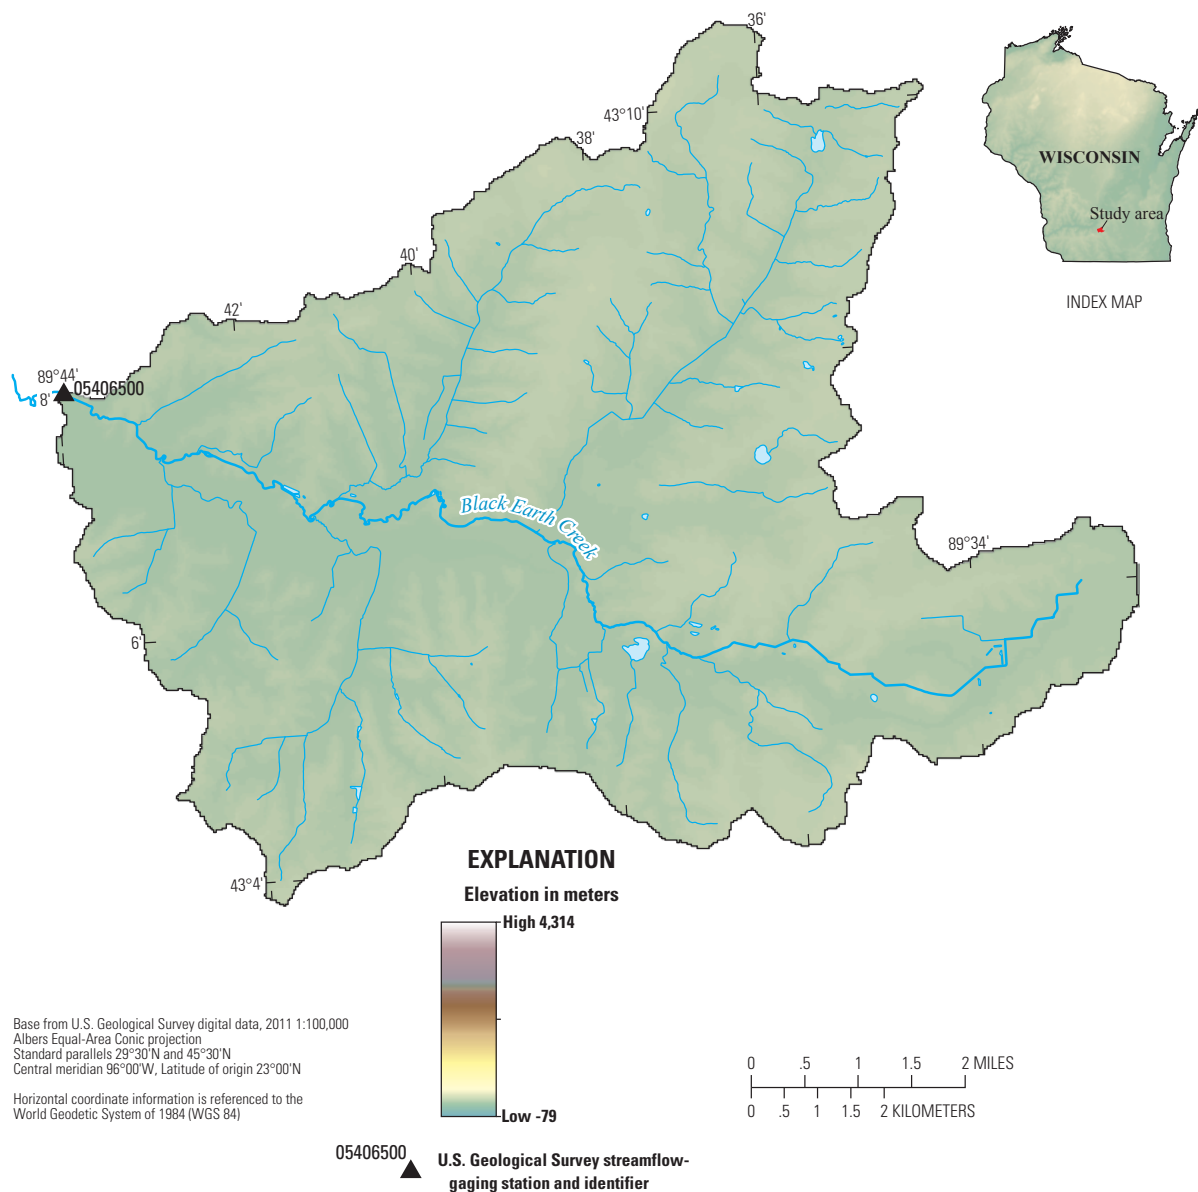 36'
43°10'
38'
WISCONSIN
Study area
40'
INDEX MAP
42'
89°44'
05406500
8'
Black Earth Creek
89°34'
6'
43°4'
EXPLANATION
Elevation in meters
High 4,314
Low -79
Base from U.S. Geological Survey digital data, 2011 1:100,000
Albers Equal-Area Conic projection
Standard parallels 29°30'N and 45°30'N
Central meridian 96°00'W, Latitude of origin 23°00'N
Horizontal coordinate information is referenced to the
World Geodetic System of 1984 (WGS 84)
0 .5 1 1.5 2 MILES
0 .5 1 1.5 2 KILOMETERS
05406500
U.S. Geological Survey streamflow-
gaging station and identifier